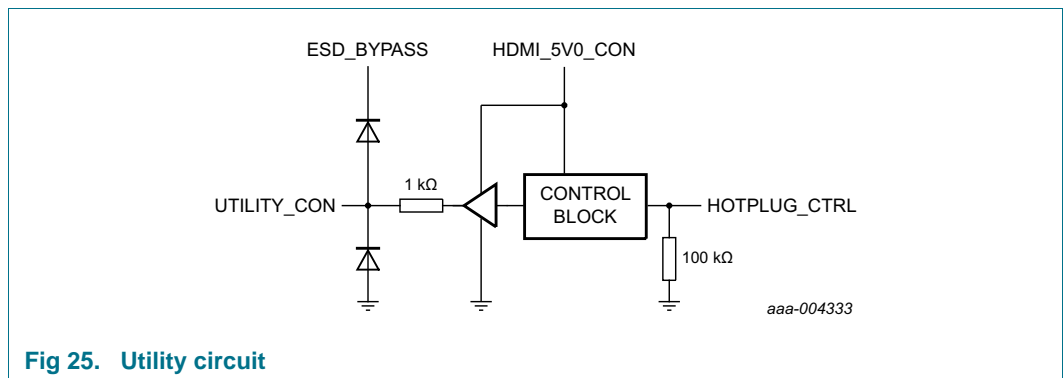 ESD_BYPASS
HDMI_5V0_CON
1 kΩ
UTILITY_CON
CONTROL
BLOCK
HOTPLUG_CTRL
100 kΩ
aaa-004333
Fig 25. Utility circuit